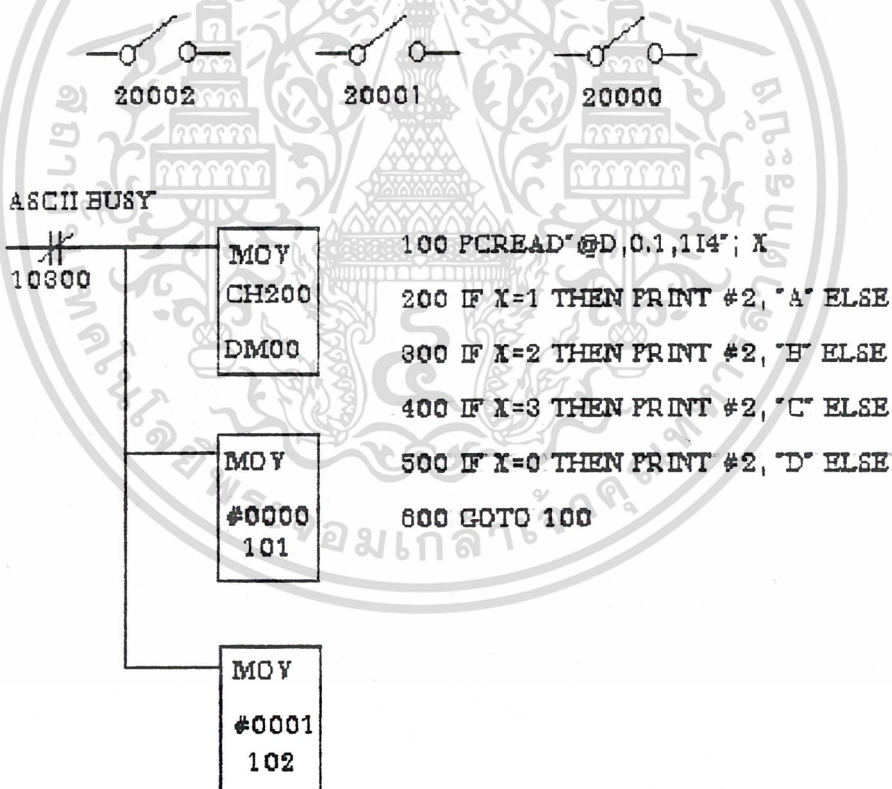 20002 20001 20000
ASCII BUSY
10300
MOV
CH200
DM00
MOV
#0000
101
MOV
#0001
102
100 PCREAD"@D,0,1,1I4"; X
200 IF X=1 THEN PRINT #2, "A" ELSE
300 IF X=2 THEN PRINT #2, "B" ELSE
400 IF X=3 THEN PRINT #2, "C" ELSE
500 IF X=0 THEN PRINT #2, "D" ELSE
600 GOTO 100